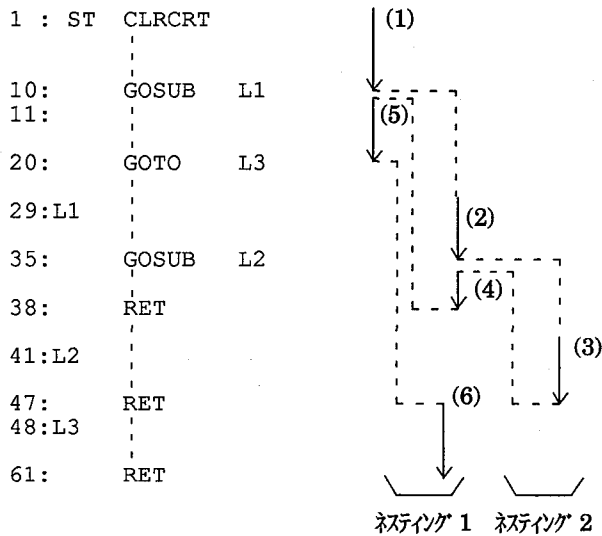 1 : ST CLRCRT (1)
10: GOSUB L1
11: (5)
20: GOTO L3
29:L1 (2)
35: GOSUB L2
(4)
38: RET
(3)
41:L2
47: RET (6)
48:L3
61: RET
ネスティング 1 ネスティング 2